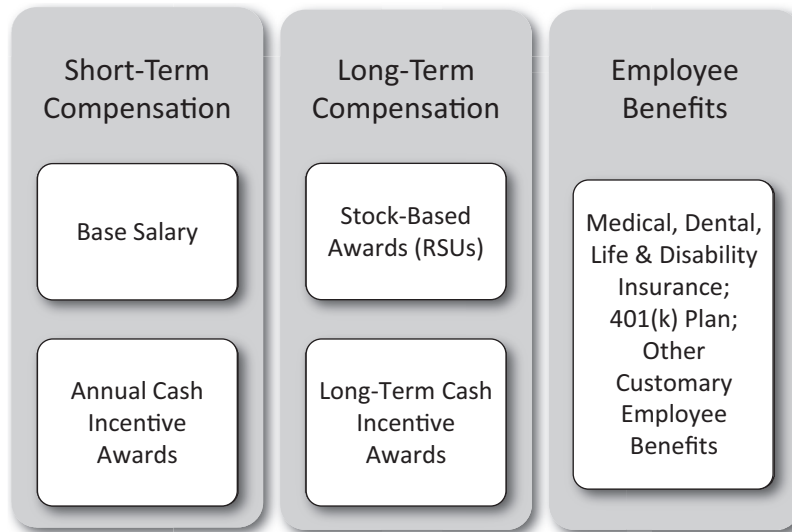 Short-Term
Compensation
Base Salary
Annual Cash
Incentive
Awards
Long-Term
Compensation
Stock-Based
Awards (RSUs)
Long-Term Cash
Incentive
Awards
Employee
Benefits
Medical, Dental,
Life & Disability
Insurance;
401(k) Plan;
Other
Customary
Employee
Benefits